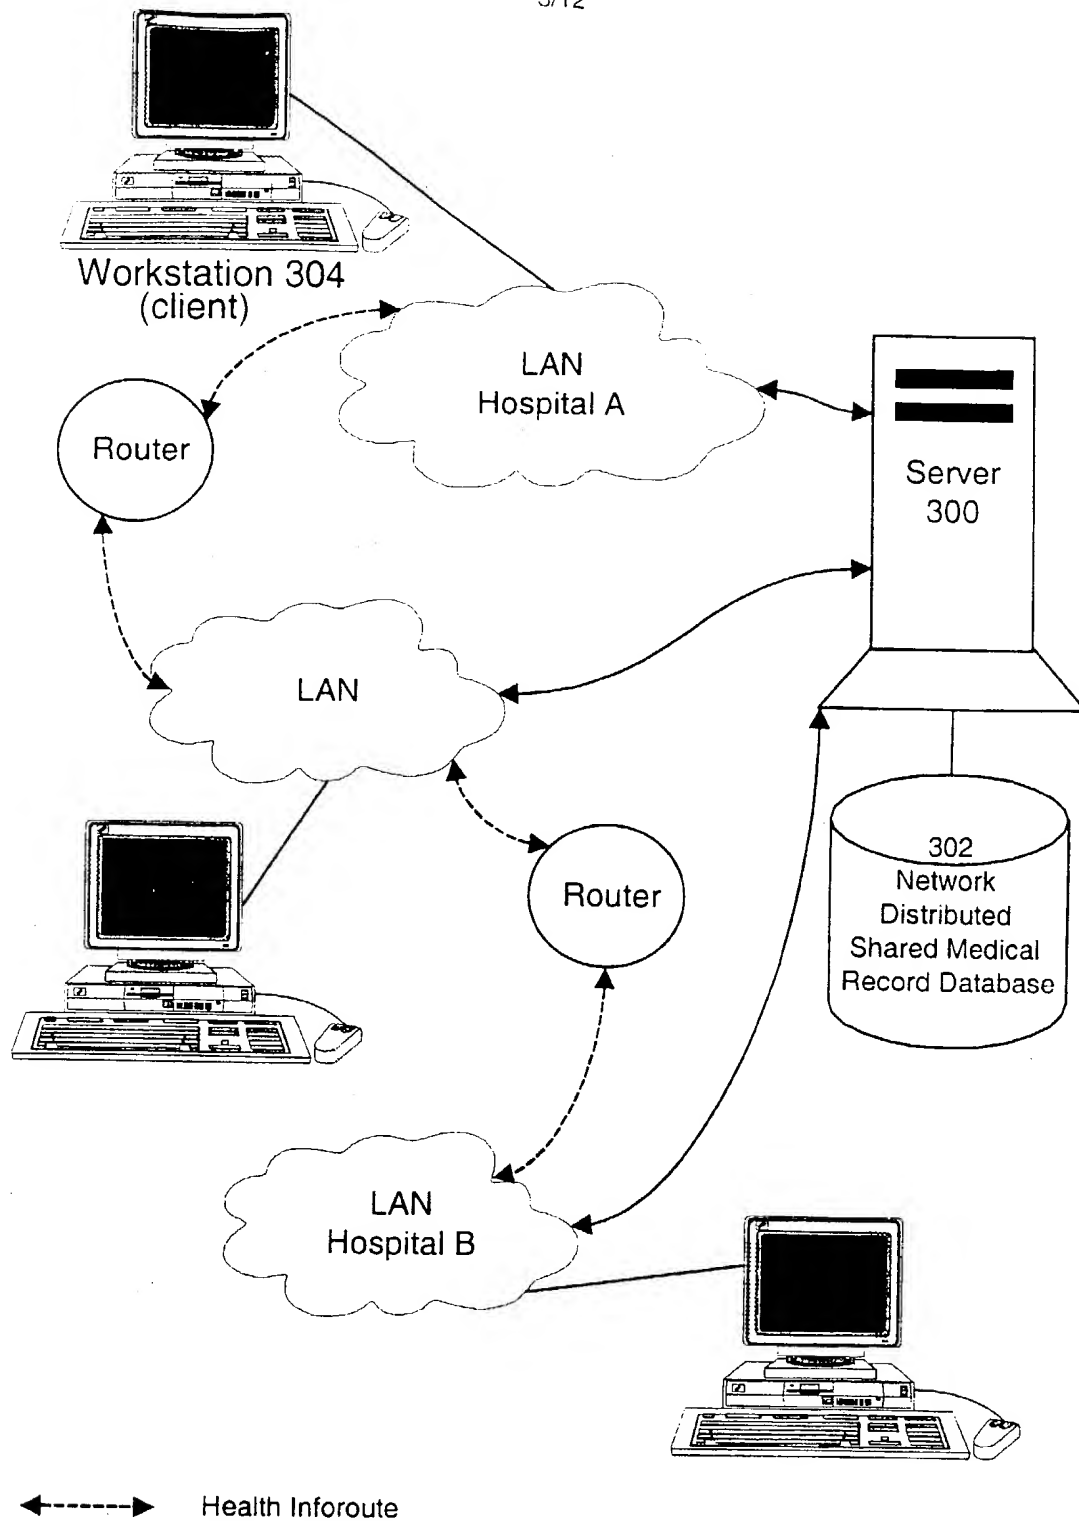 Workstation 304
(client)
LAN
Hospital A
Router
Server
300
LAN
302
Network
Distributed
Shared Medical
Record Database
Router
LAN
Hospital B
Health Inforoute